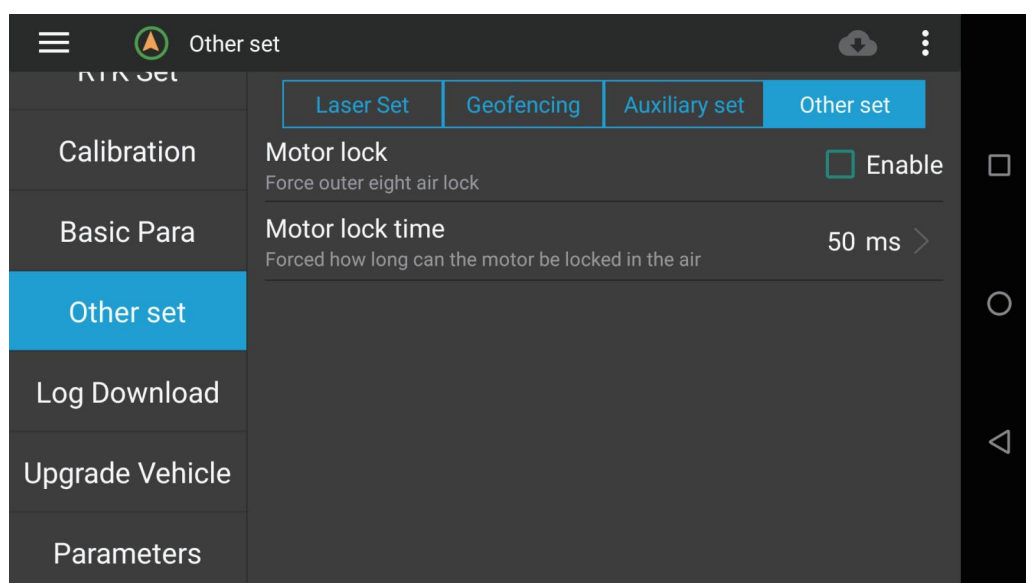 Other set
RTK Set
Laser Set
Geofencing
Auxiliary set
Other set
Calibration
Basic Para
Other set
Log Download
Upgrade Vehicle
Parameters
Motor lock
Force outer eight air lock
Enable
Motor lock time
Forced how long can the motor be locked in the air
50 ms